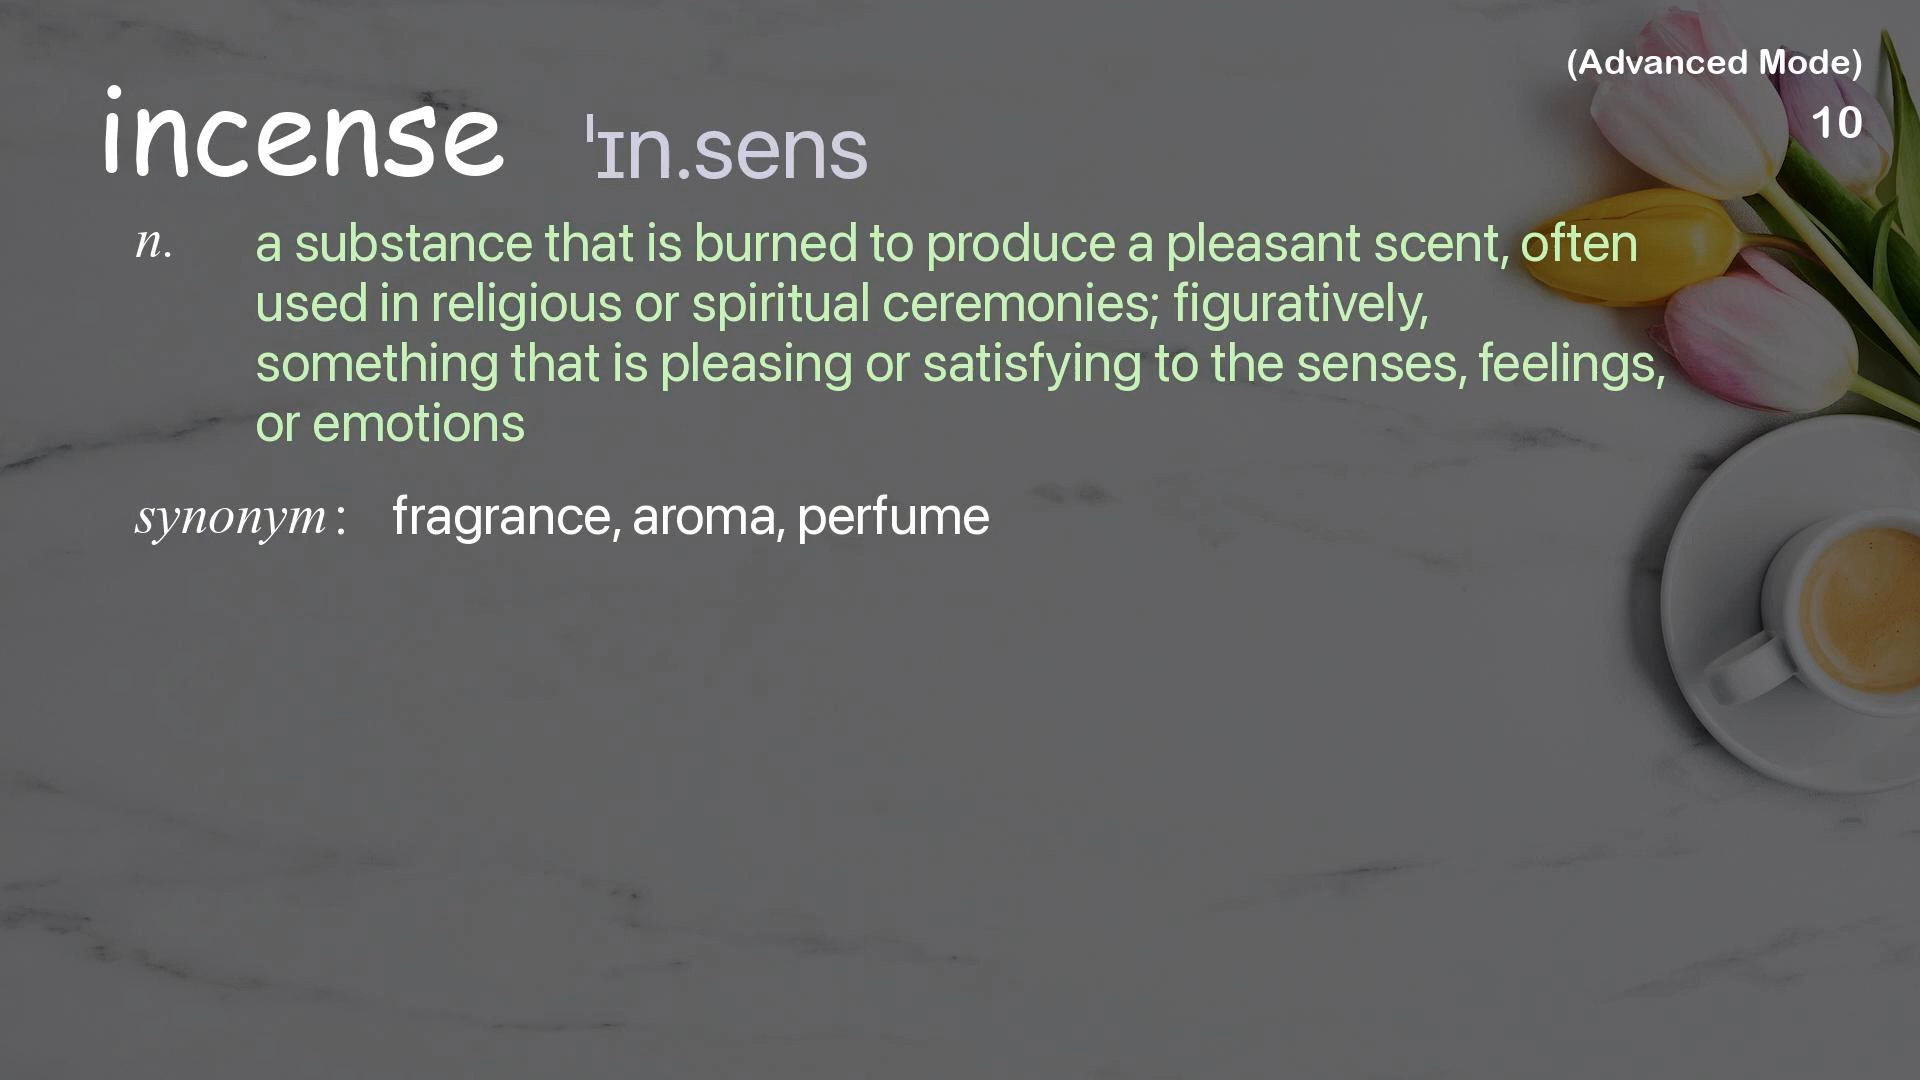 (Advanced Mode)
incense ˈɪn.sens
10
n. a substance that is burned to produce a pleasant scent, often
used in religious or spiritual ceremonies; figuratively,
something that is pleasing or satisfying to the senses, feelings,
or emotions
synonym: fragrance, aroma, perfume